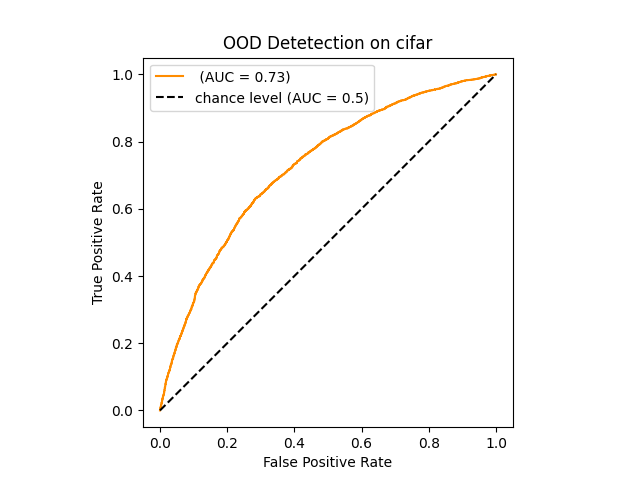 OOD Detetection on cifar
(AUC = 0.73)
chance level (AUC = 0.5)
True Positive Rate
1.0
0.8
0.6
0.4
0.2
0.0
0.0 0.2 0.4 0.6 0.8 1.0
False Positive Rate